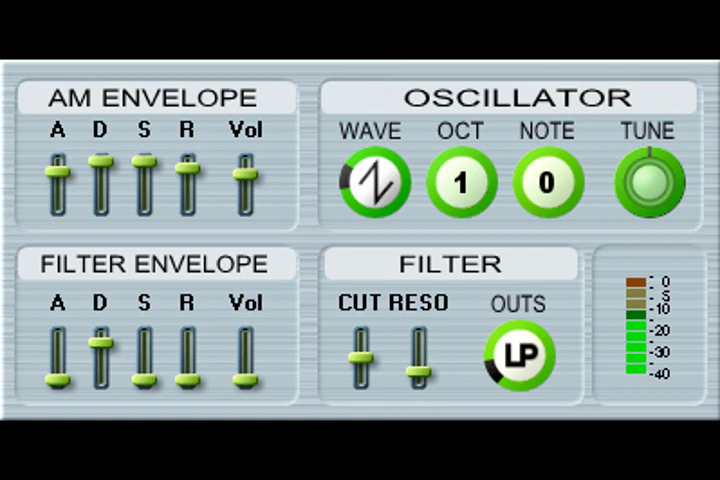 AM ENVELOPE
A D S R Vol
OSCILLATOR
WAVE OCT NOTE TUNE
1 0
FILTER ENVELOPE
A D S R Vol
FILTER
CUT RESO OUTS
LP
- 0
- 5
-10
-20
-30
-40